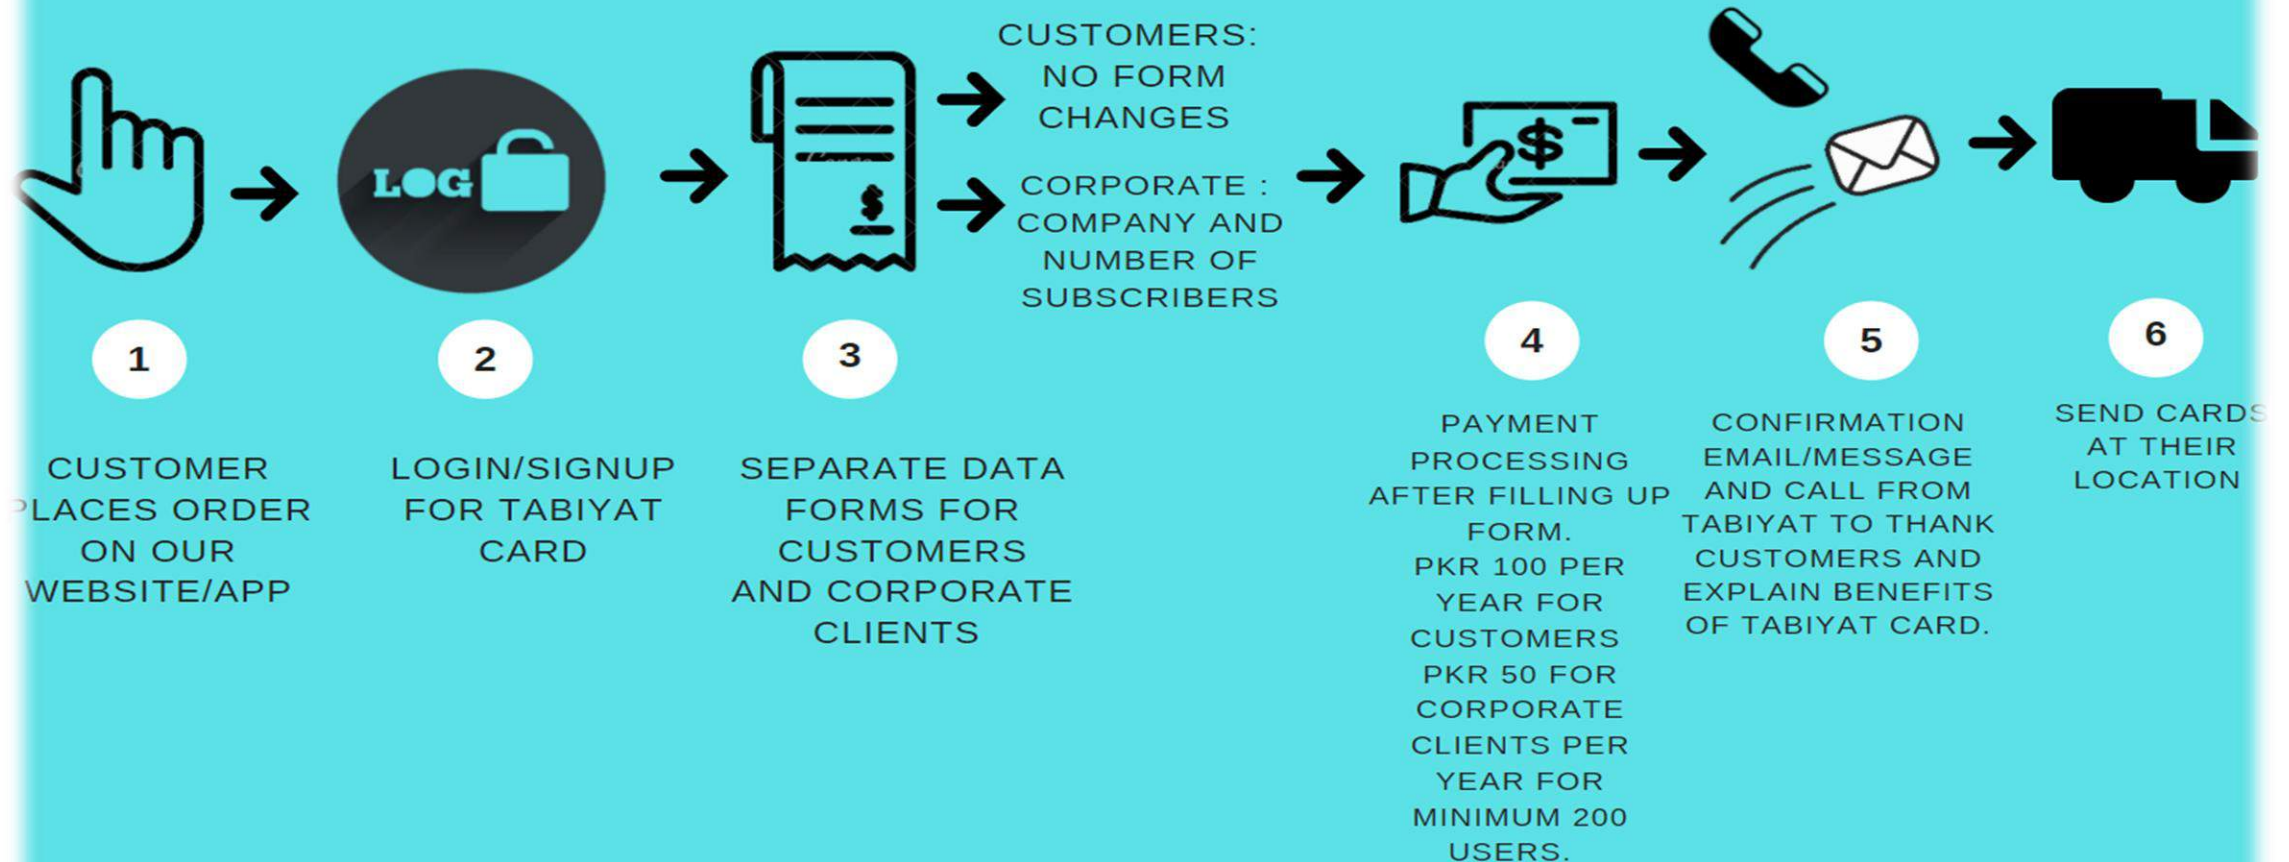 CUSTOMERS:
NO FORM
CHANGES
CORPORATE :
COMPANY AND
NUMBER OF
SUBSCRIBERS
LOG
$
$
1
CUSTOMER
PLACES ORDER
ON OUR
WEBSITE/APP
2
LOGIN/SIGNUP
FOR TABIYAT
CARD
3
SEPARATE DATA
FORMS FOR
CUSTOMERS
AND CORPORATE
CLIENTS
4
PAYMENT
PROCESSING
AFTER FILLING UP
FORM.
PKR 100 PER
YEAR FOR
CUSTOMERS
PKR 50 FOR
CORPORATE
CLIENTS PER
YEAR FOR
MINIMUM 200
USERS.
5
CONFIRMATION
EMAIL/MESSAGE
AND CALL FROM
TABIYAT TO THANK
CUSTOMERS AND
EXPLAIN BENEFITS
OF TABIYAT CARD.
6
SEND CARDS
AT THEIR
LOCATION